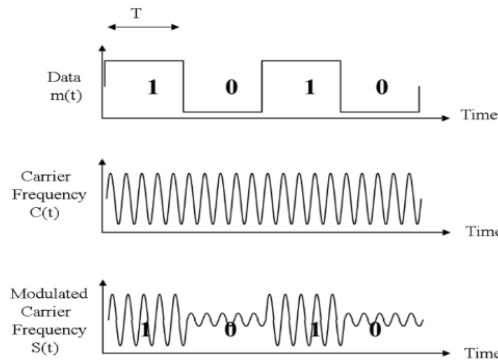 T
Data
m(t)
1 0 1 0
Time
Carrier
Frequency
C(t)
Time
Modulated
Carrier
Frequency
S(t)
1 0 1 0
Time